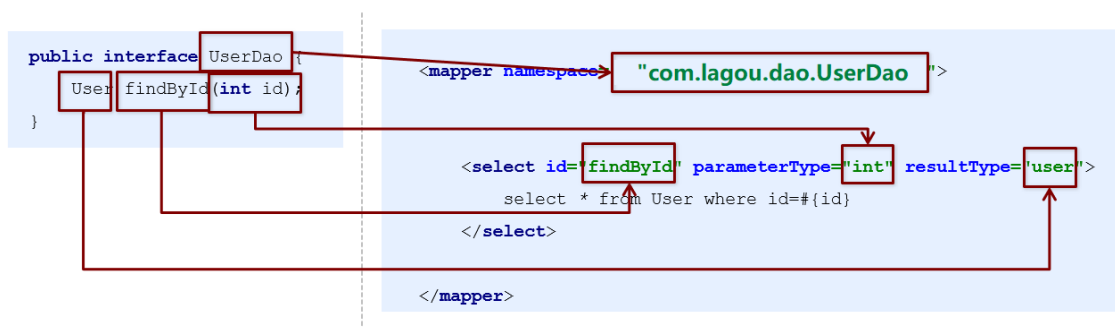 public interface UserDao {
User findById(int id);
}
<mapper namespace= "com.lagou.dao.UserDao ">
<select id="findById" parameterType="int" resultType="user">
select * from User where id=#{id}
</select>
</mapper>